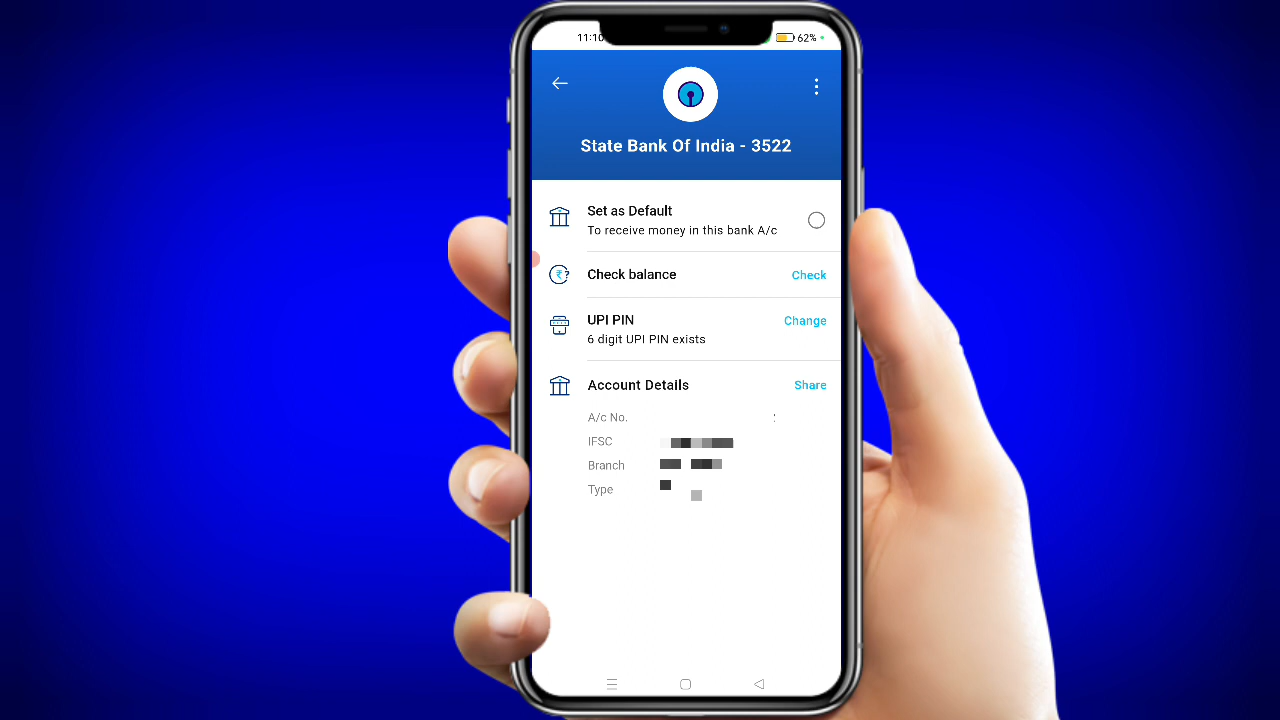 11:10
62%
State Bank Of India - 3522
Set as Default
To receive money in this bank A/c
Check balance
Check
UPI PIN
Change
6 digit UPI PIN exists
Account Details
Share
A/c No.
IFSC
Branch
Type